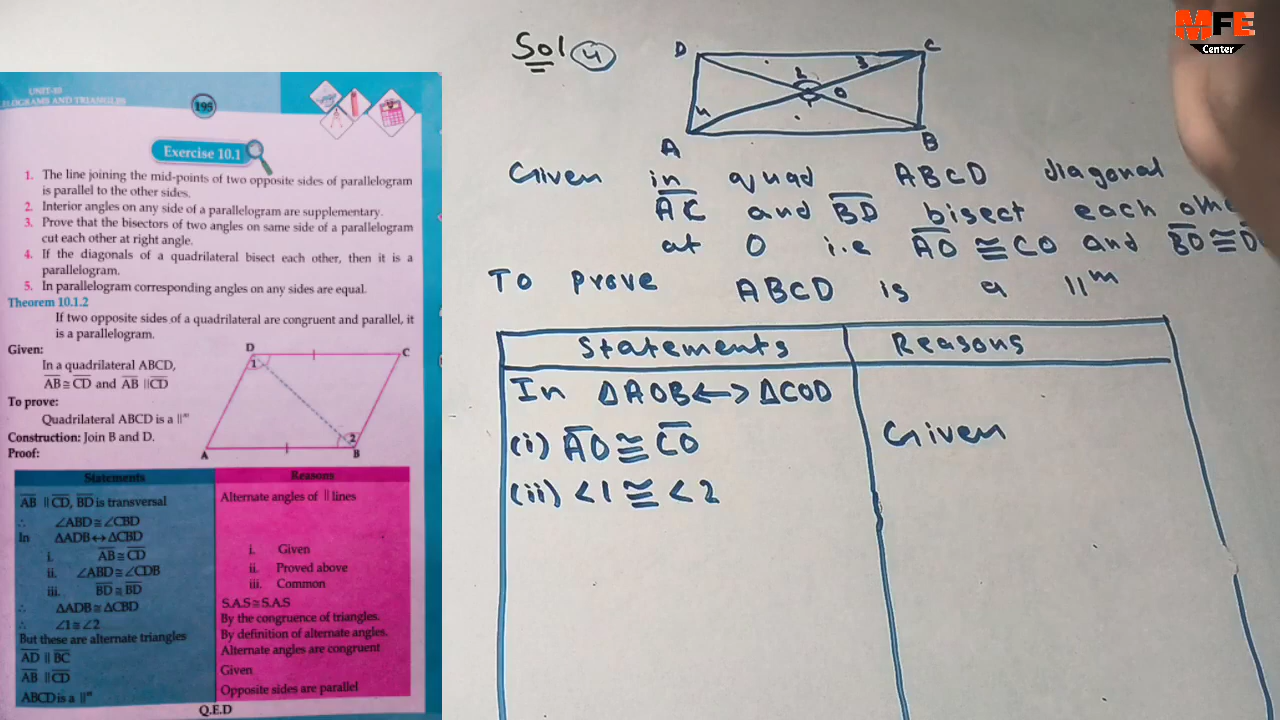 UNIT-10
PARALLELOGRAMS AND TRIANGLES
195
Exercise 10.1
1. The line joining the mid-points of two opposite sides of parallelogram
is parallel to the other sides.
2. Interior angles on any side of a parallelogram are supplementary.
3. Prove that the bisectors of two angles on same side of a parallelogram
cut each other at right angle.
4. If the diagonals of a quadrilateral bisect each other, then it is a
parallelogram.
5. In parallelogram corresponding angles on any sides are equal.
Theorem 10.1.2
If two opposite sides of a quadrilateral are congruent and parallel, it
is a parallelogram.
Given:
In a quadrilateral ABCD,
AB ≅ CD and AB || CD
To prove:
Quadrilateral ABCD is a ||ᵐ
Construction: Join B and D.
Proof:
D
C
1
2
A
B
Statements
Reasons
AB || CD, BD is transversal
Alternate angles of || lines
∴ ∠ABD ≅ ∠CBD
In ΔADB ↔ ΔCBD
i. AB ≅ CD
i. Given
ii. ∠ABD ≅ ∠CDB
ii. Proved above
iii. BD ≅ BD
iii. Common
∴ ΔADB ≅ ΔCBD
S.A.S ≅ S.A.S
∴ ∠1 ≅ ∠2
By the congruence of triangles.
But these are alternate triangles
By definition of alternate angles.
AD || BC
Alternate angles are congruent
AB || CD
Given
ABCD is a ||ᵐ
Opposite sides are parallel
Q.E.D
MFE
Center
Sol 4
D
C
2
3
O
1
4
A
B
Given in quad ABCD diagonal
AC and BD bisect each
at O i.e AO ≅ CO and BO ≅
To prove ABCD is a ||ᵐ
Statements
Reasons
In ΔAOB <-> ΔCOD
(i) AO ≅ CO
Given
(ii) <1 ≅ <2